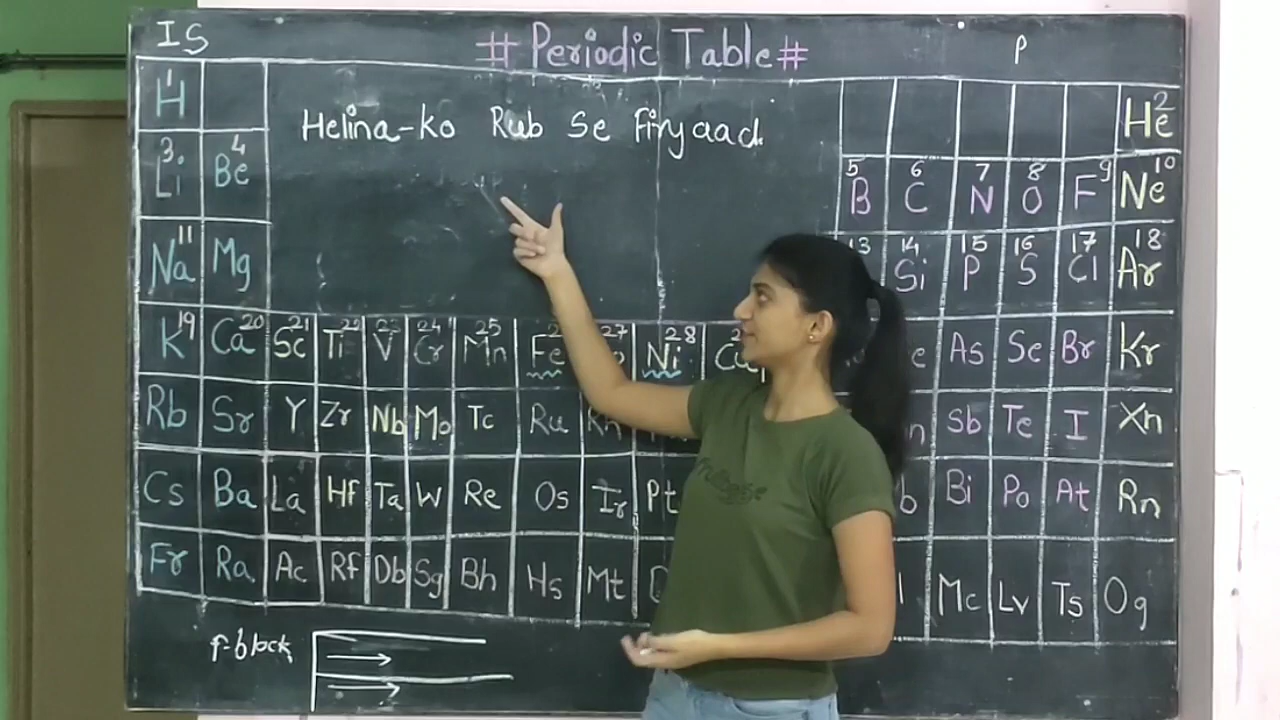 IS # Periodic Table # P
1 2
H Helina-ko Rub Se Firyaad He
3 4 5 6 7 8 9 10
Li Be B C N O F Ne
11 13 14 15 16 17 18
Na Mg Si P S Cl Ar
19 20 21 22 23 24 25 2 27 28 2
K Ca Sc Ti V Cr Mn Fe Ni Cu As Se Br Kr
Rb Sr Y Zr Nb Mo Tc Ru Rh Sb Te I Xn
Cs Ba La Hf Ta W Re Os Ir Pt b Bi Po At Rn
Fr Ra Ac Rf Db Sg Bh Hs Mt Mc Lv Ts Og
f-block